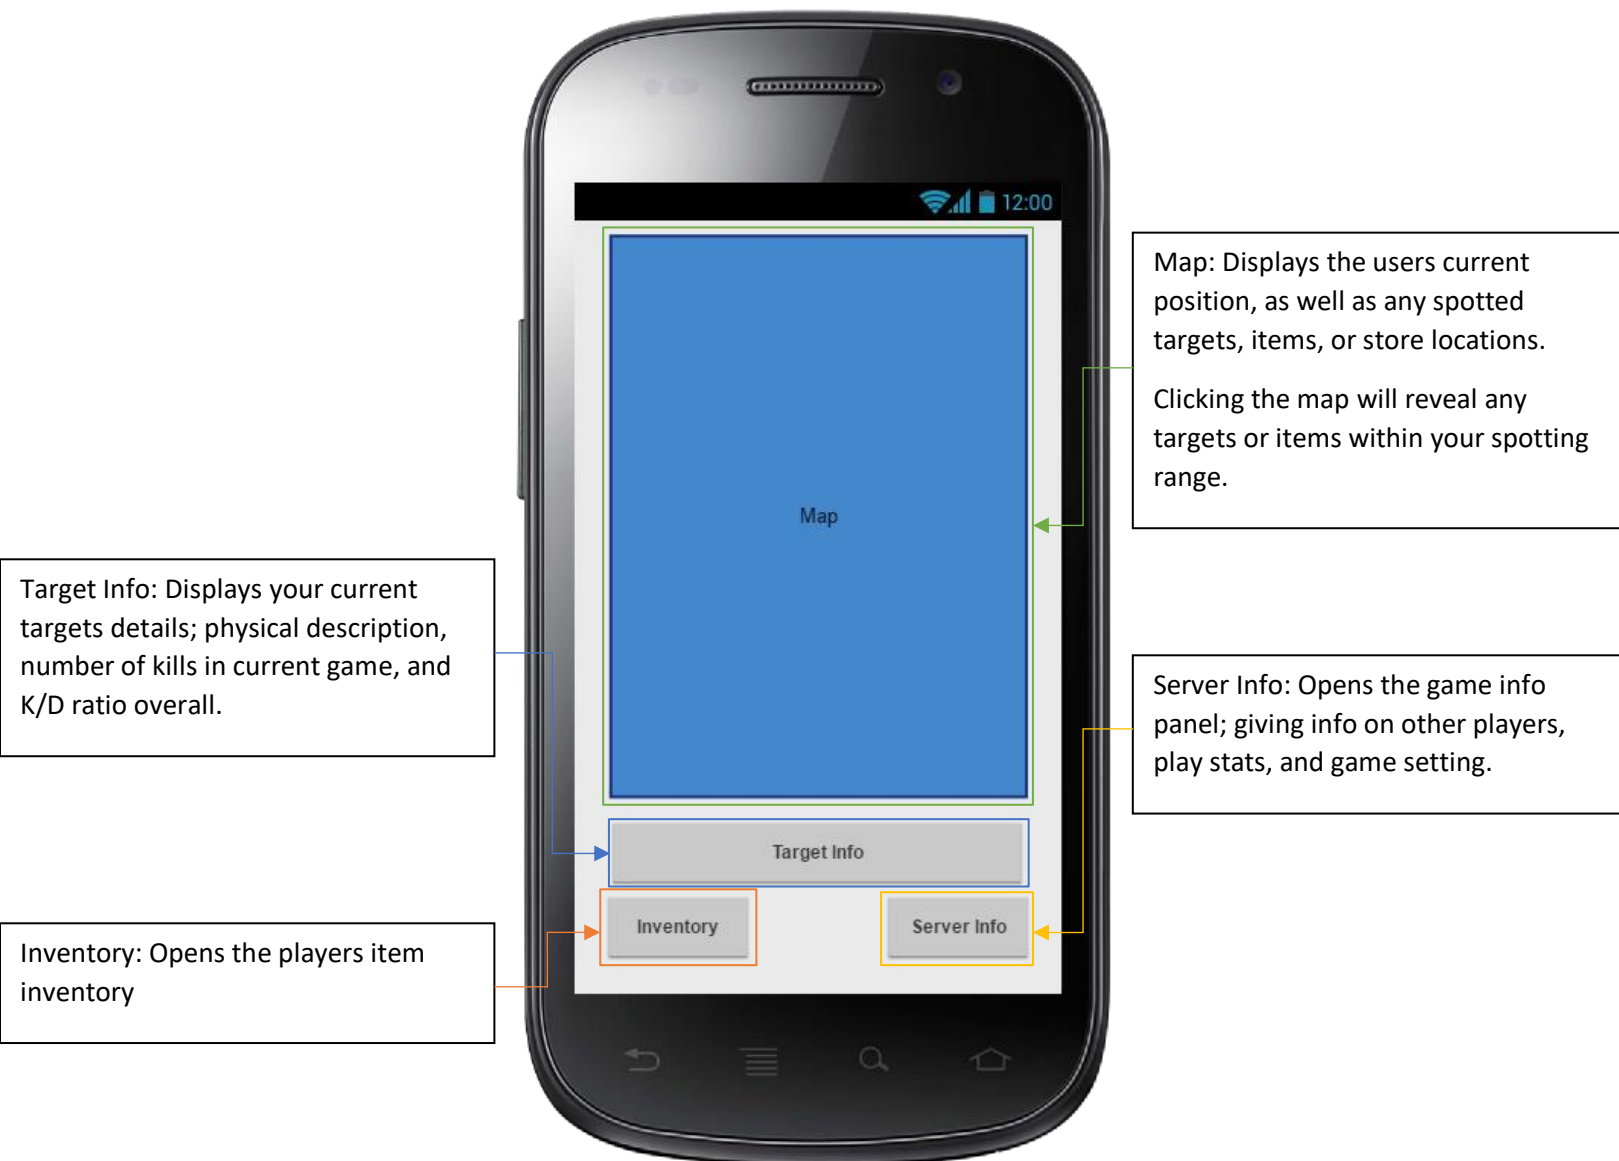 12:00
Map
Target Info
Inventory
Server Info
Map: Displays the users current
position, as well as any spotted
targets, items, or store locations.
Clicking the map will reveal any
targets or items within your spotting
range.
Target Info: Displays your current
targets details; physical description,
number of kills in current game, and
K/D ratio overall.
Server Info: Opens the game info
panel; giving info on other players,
play stats, and game setting.
Inventory: Opens the players item
inventory